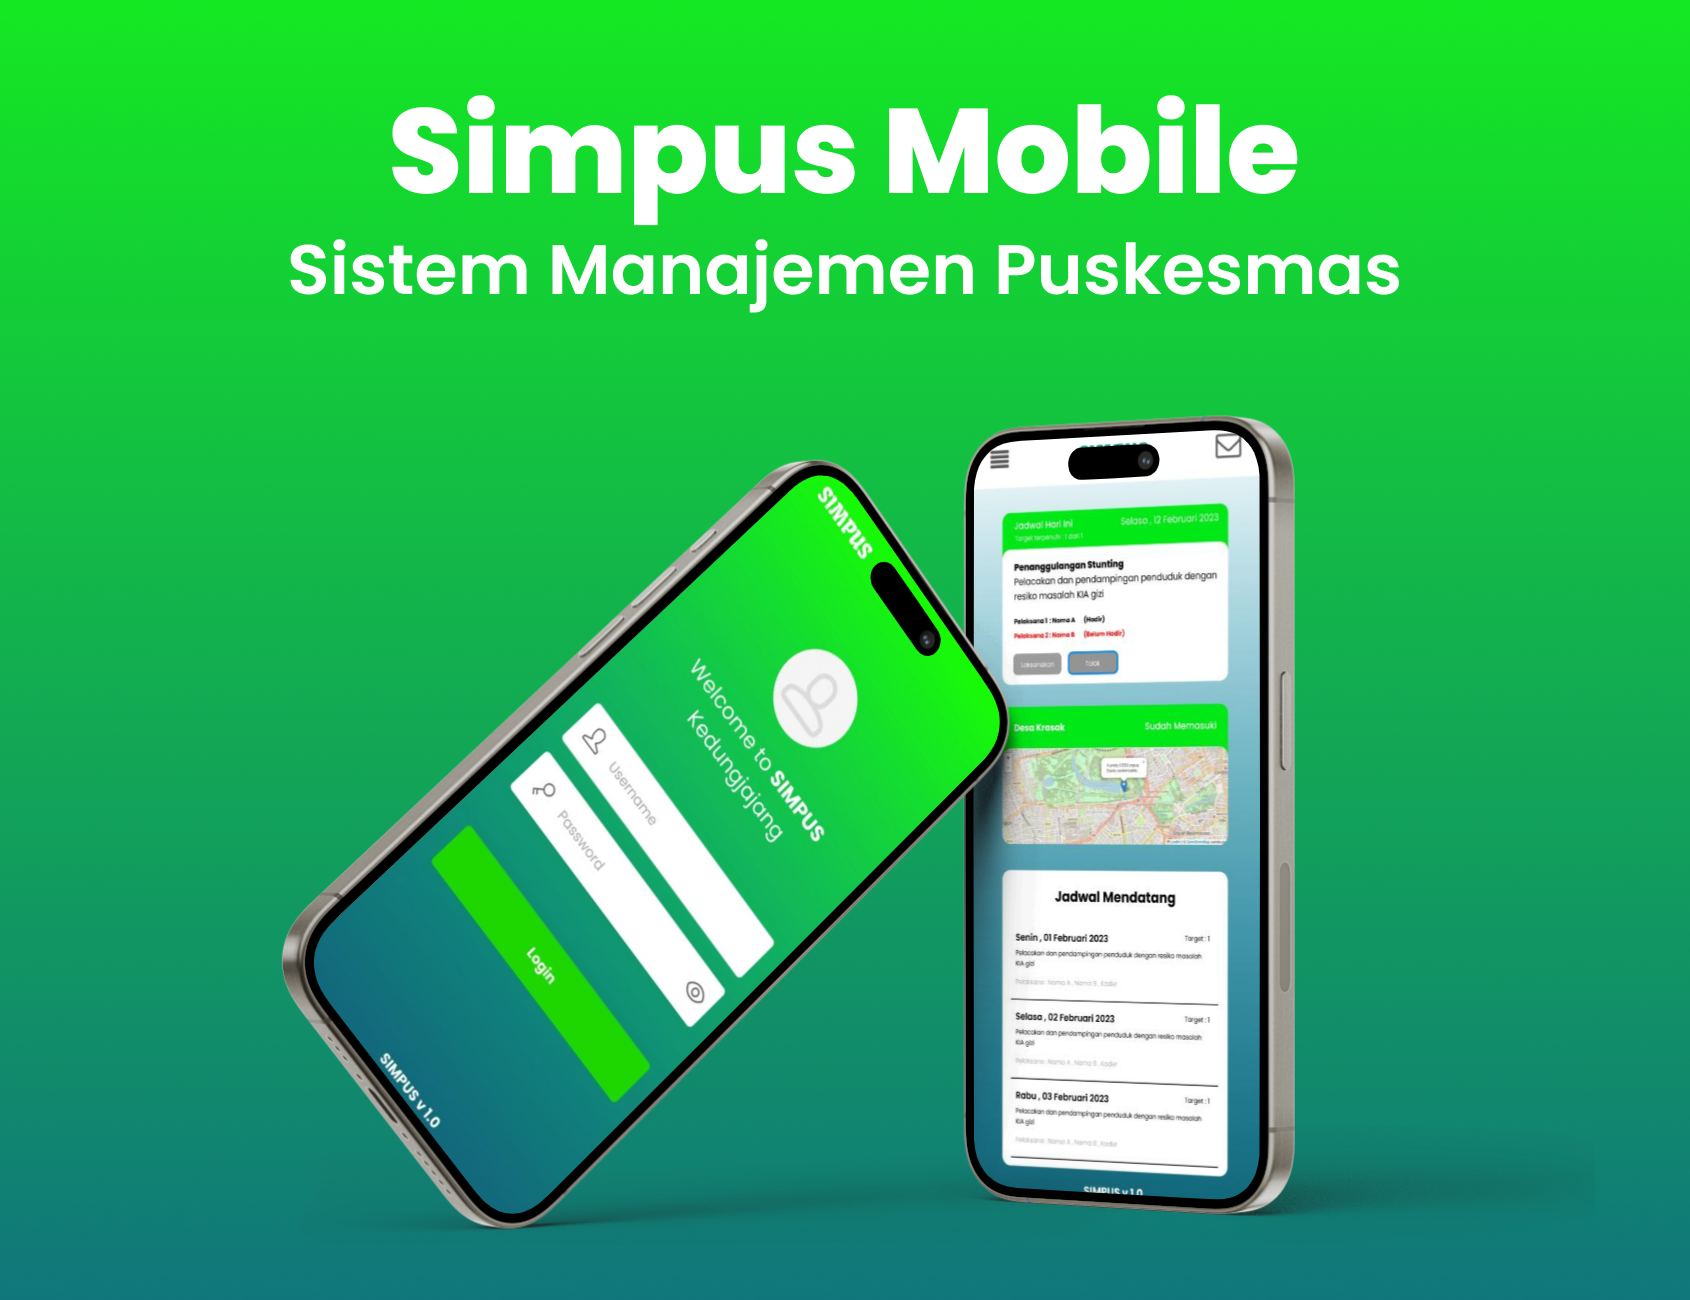 Simpus Mobile
Sistem Manajemen Puskesmas
SIMPUS
Welcome to SIMPUS
Kedungjajang
Username
Password
Login
SIMPUS v 1.0
Jadwal Hari Ini
Selasa , 12 Februari 2023
Target terpenuhi : 1 dari 1
Penanggulangan Stunting
Pelacakan dan pendampingan penduduk dengan
resiko masalah KIA gizi
Pelaksana 1 : Nama A (Hadir)
Pelaksana 2 : Nama B (Belum Hadir)
Laksanakan
Tolak
Desa Krasak
Sudah Memasuki
Jadwal Mendatang
Senin , 01 Februari 2023
Target : 1
Pelacakan dan pendampingan penduduk dengan resiko masalah
KIA gizi
Pelaksana : Nama A , Nama B , Kader
Selasa , 02 Februari 2023
Target : 1
Pelacakan dan pendampingan penduduk dengan resiko masalah
KIA gizi
Pelaksana : Nama A , Nama B , Kader
Rabu , 03 Februari 2023
Target : 1
Pelacakan dan pendampingan penduduk dengan resiko masalah
KIA gizi
Pelaksana : Nama A , Nama B , Kader
SIMPUS v 1.0